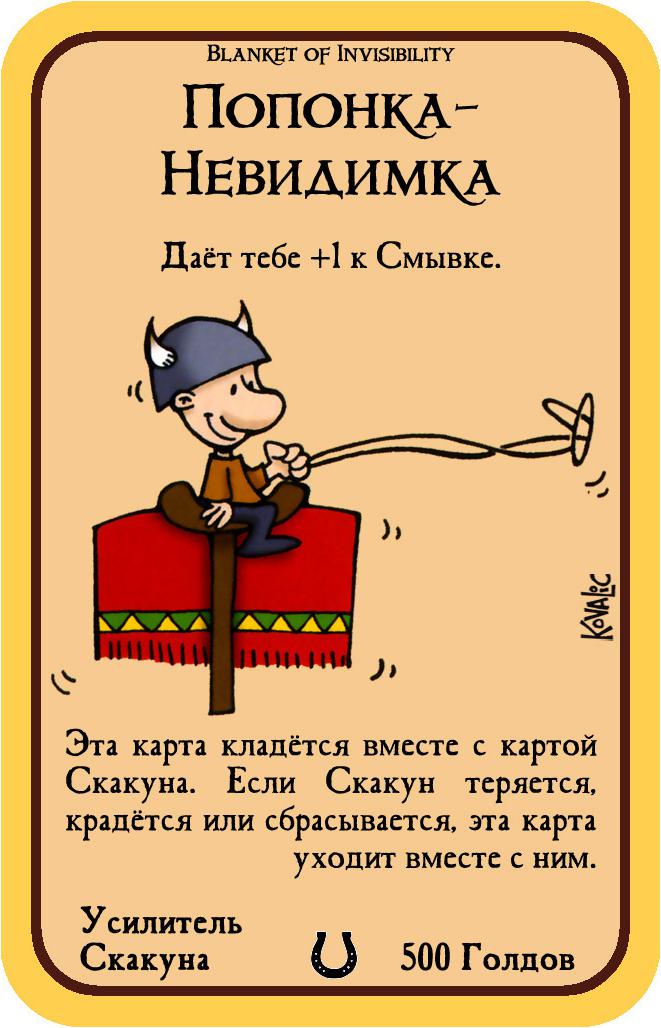 Blanket of Invisibility
Попонка-
Невидимка
Даёт тебе +1 к Смывке.
Kovalic
Эта карта кладётся вместе с картой
Скакуна. Если Скакун теряется,
крадётся или сбрасывается, эта карта
уходит вместе с ним.
Усилитель
Скакуна
500 Голдов